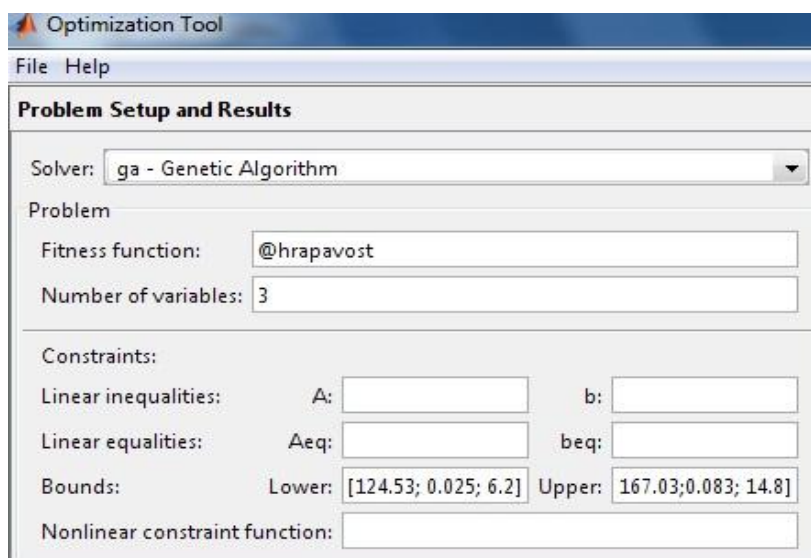 Optimization Tool
File Help
Problem Setup and Results
Solver: ga - Genetic Algorithm
Problem
Fitness function: @hrapavost
Number of variables: 3
Constraints:
Linear inequalities: A: b:
Linear equalities: Aeq: beq:
Bounds: Lower: [124.53; 0.025; 6.2] Upper: 167.03;0.083; 14.8]
Nonlinear constraint function: